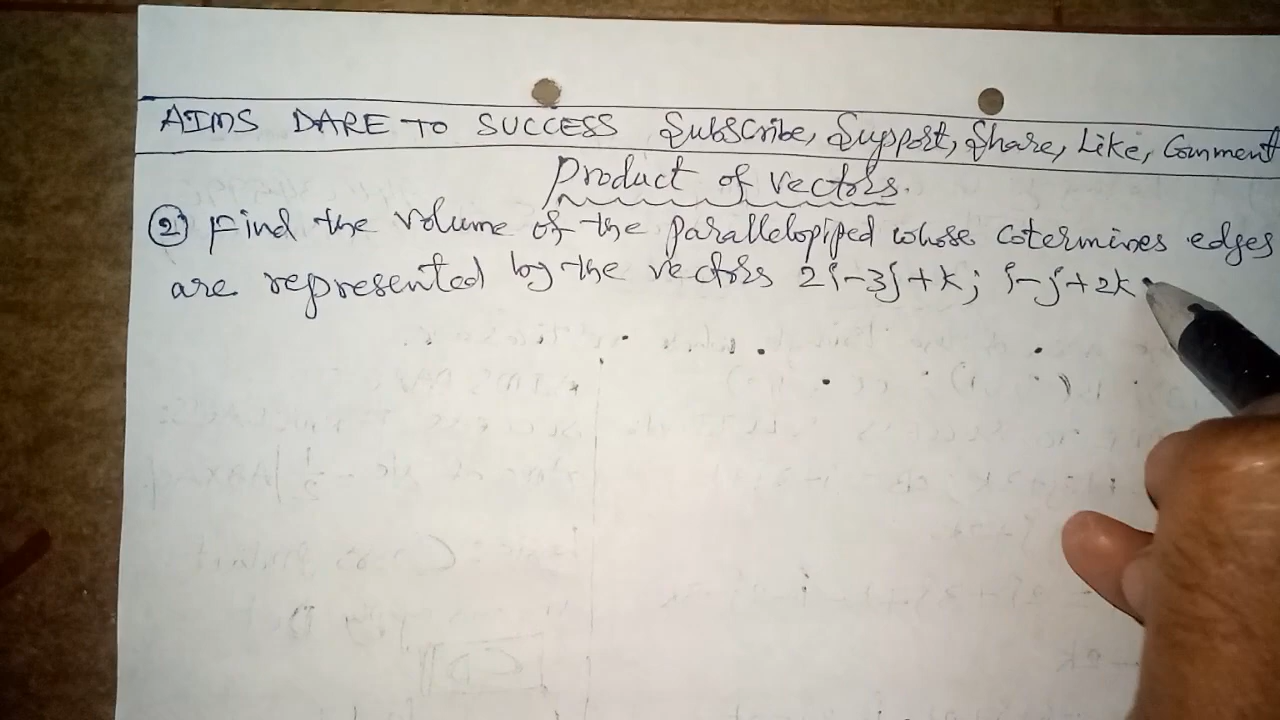 AIMS DARE TO SUCCESS Subscribe, Support, Share, Like, Comment
Product of vectors.
② Find the volume of the parallelopiped whose cotermines edges
are represented by the vectors 2i-3j+k; i-j+2k